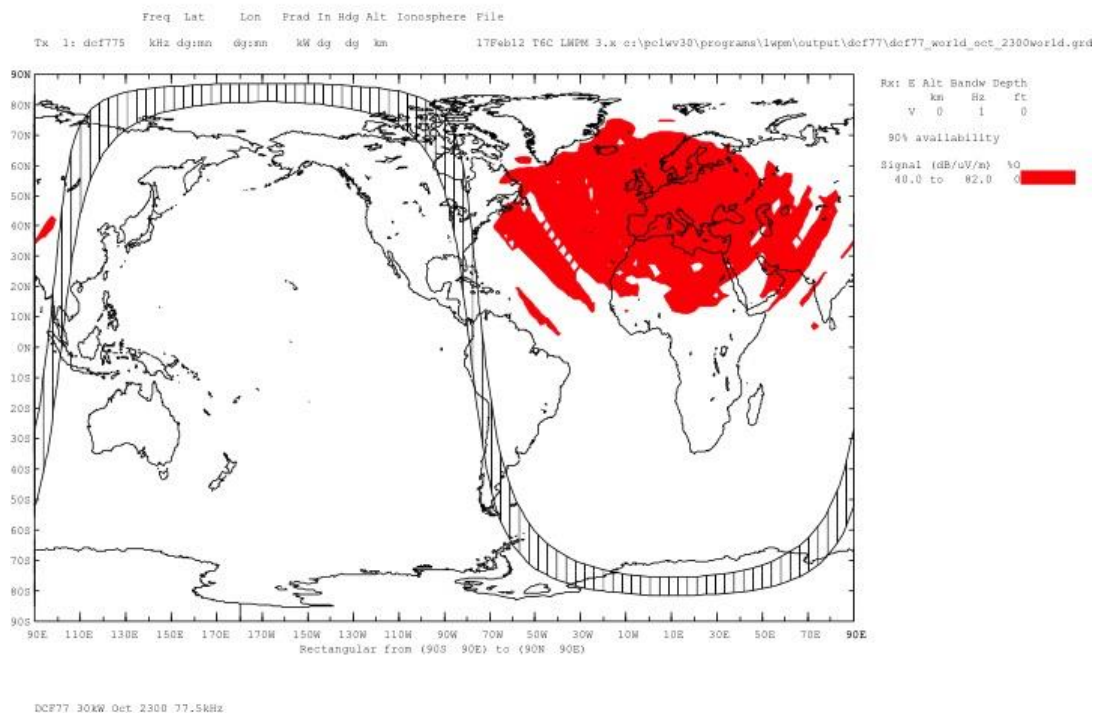 Freq Lat Lon Prad In Hdg Alt Ionosphere File
Tx 1: dcf775 kHz dg:mn dg:mn kW dg dg km 17Feb12 T6C LWPM 3.x c:\pclwv30\programs\lwpm\output\dcf77\dcf77_world_oct_2300world.grd
Rx: E Alt Bandw Depth
km Hz ft
V 0 1 0
90% availability
Signal (dB/uV/m) %O
40.0 to 82.0 0
90N
80N
70N
60N
50N
40N
30N
20N
10N
0N
10S
20S
30S
40S
50S
60S
70S
80S
90S
90E 110E 130E 150E 170E 170W 150W 130W 110W 90W 70W 50W 30W 10W 10E 30E 50E 70E 90E
Rectangular from (90S 90E) to (90N 90E)
DCF77 30kW Oct 2300 77.5kHz